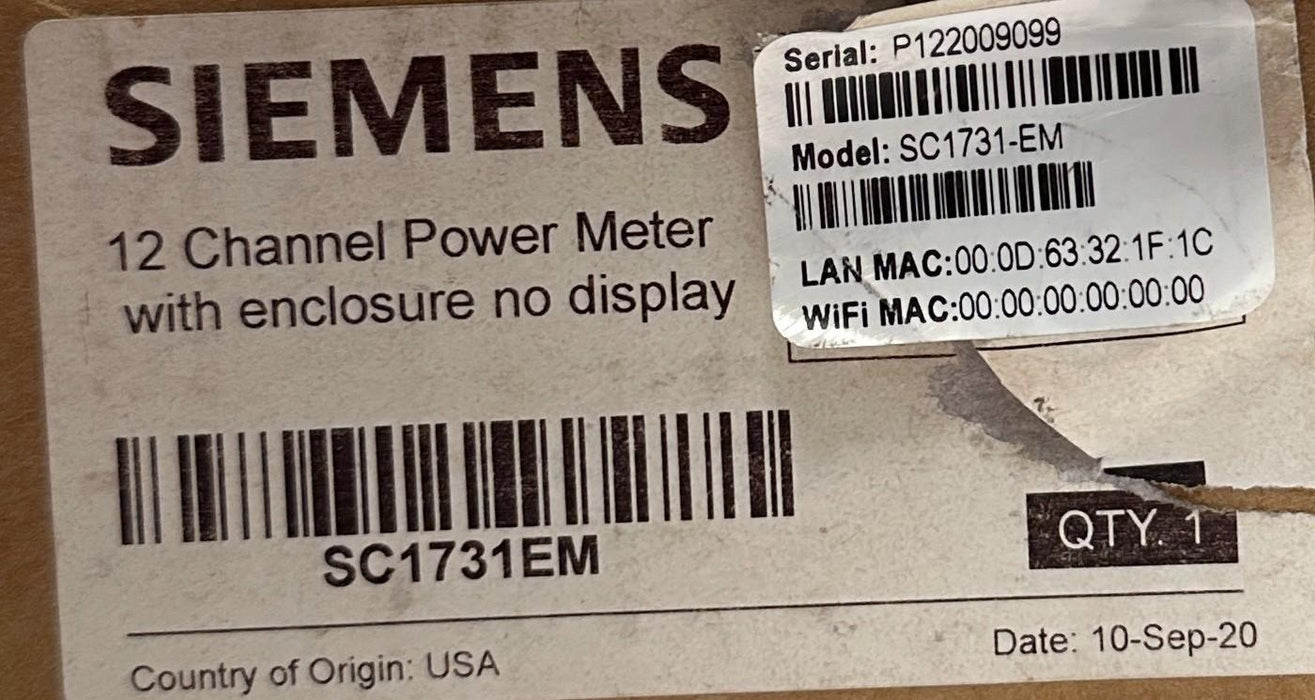 SIEMENS
12 Channel Power Meter
with enclosure no display
Serial: P122009099
Model: SC1731-EM
LAN MAC:00:0D:63:32:1F:1C
WiFi MAC:00:00:00:00:00:00
SC1731EM
QTY. 1
Country of Origin: USA
Date: 10-Sep-20